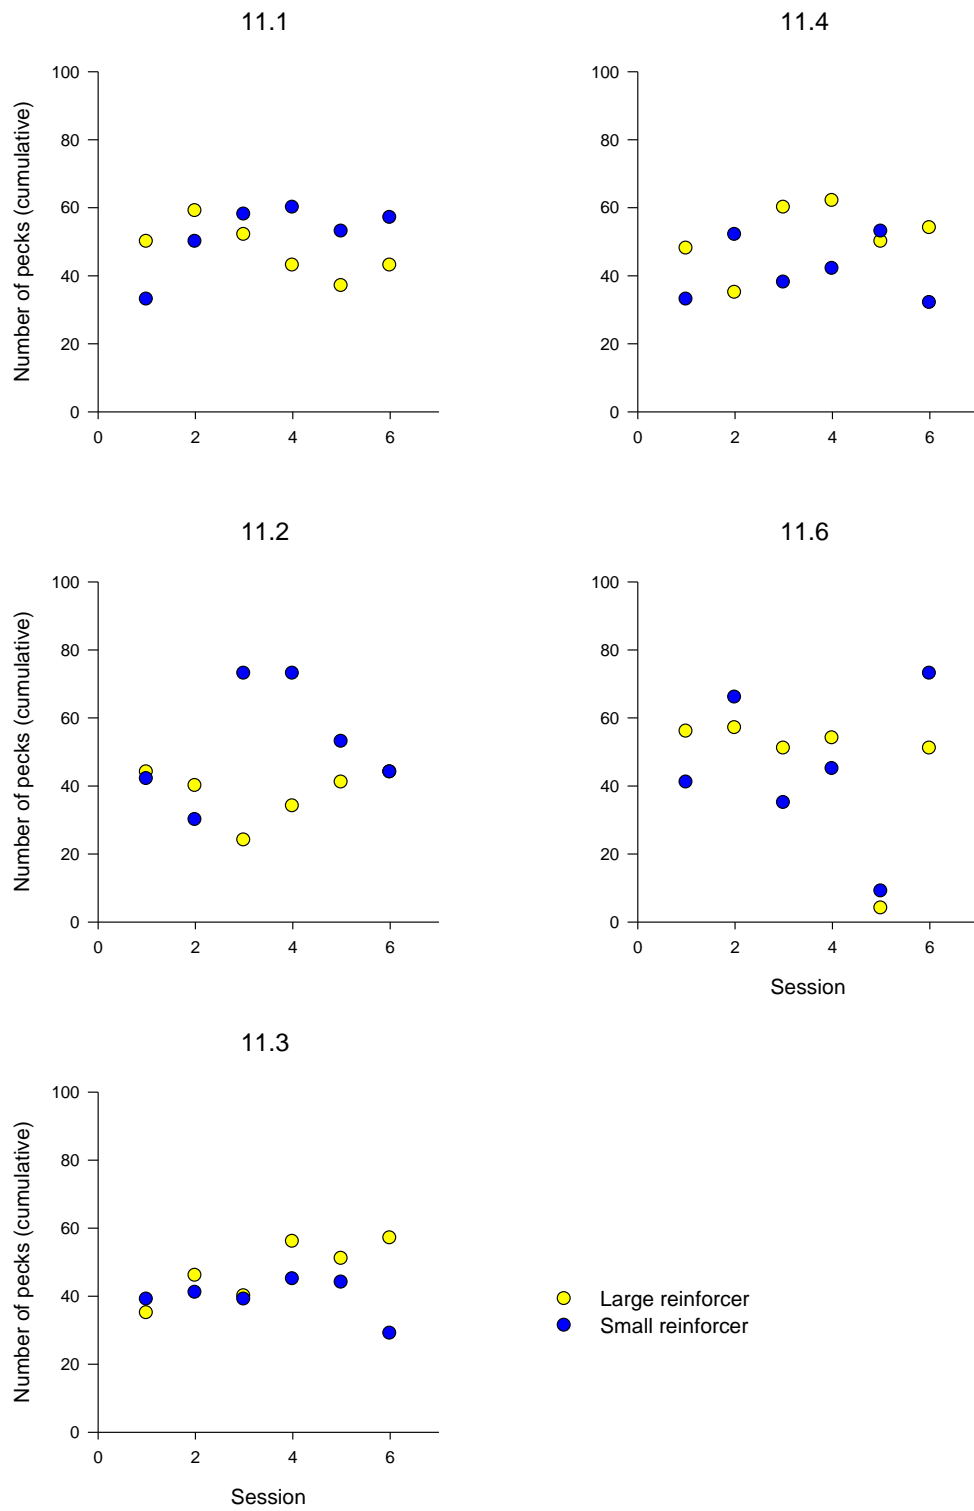 11.1
Number of pecks (cumulative)
100
80
60
40
20
0
0 2 4 6
11.4
100
80
60
40
20
0
0 2 4 6
11.2
Number of pecks (cumulative)
100
80
60
40
20
0
0 2 4 6
11.6
100
80
60
40
20
0
0 2 4 6
Session
11.3
Number of pecks (cumulative)
100
80
60
40
20
0
0 2 4 6
Session
Large reinforcer
Small reinforcer